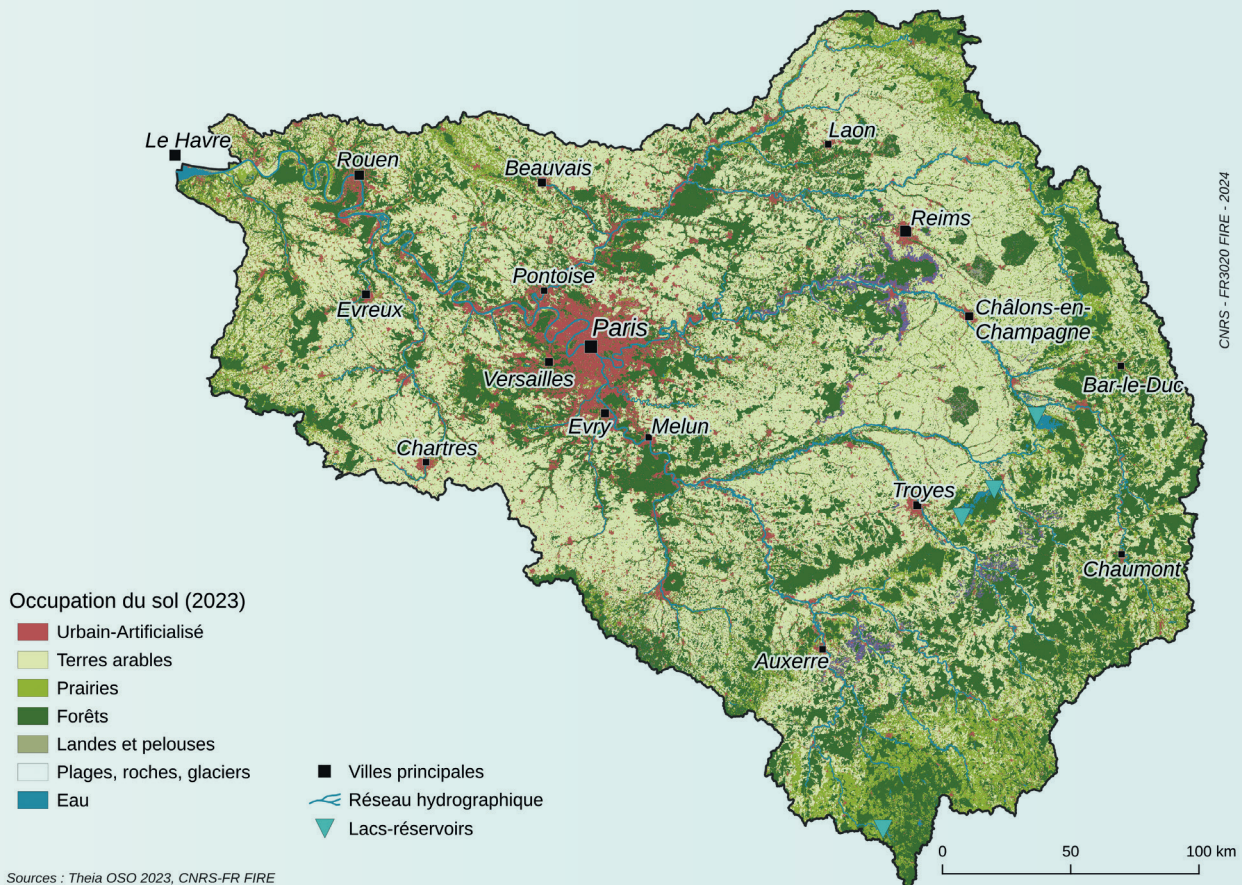 Le Havre
Rouen
Beauvais
Laon
Reims
Pontoise
Evreux
Paris
Châlons-en-
Champagne
Versailles
Bar-le-Duc
Evry
Melun
Chartres
Troyes
Chaumont
Auxerre
CNRS - FR3020 FIRE - 2024
Occupation du sol (2023)
Urbain-Artificialisé
Terres arables
Prairies
Forêts
Landes et pelouses
Plages, roches, glaciers
Eau
Villes principales
Réseau hydrographique
Lacs-réservoirs
0 50 100 km
Sources : Theia OSO 2023, CNRS-FR FIRE